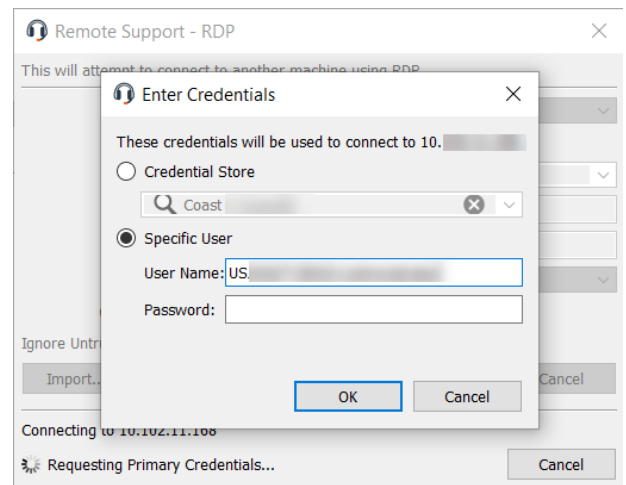 Remote Support - RDP
This will attempt to connect to another machine using RDP
Enter Credentials
These credentials will be used to connect to 10.
Credential Store
Coast
Specific User
User Name: US
Password:
Ignore
Import..
OK
Cancel
Cancel
Connecting to 10.102.11.168
Requesting Primary Credentials...
Cancel